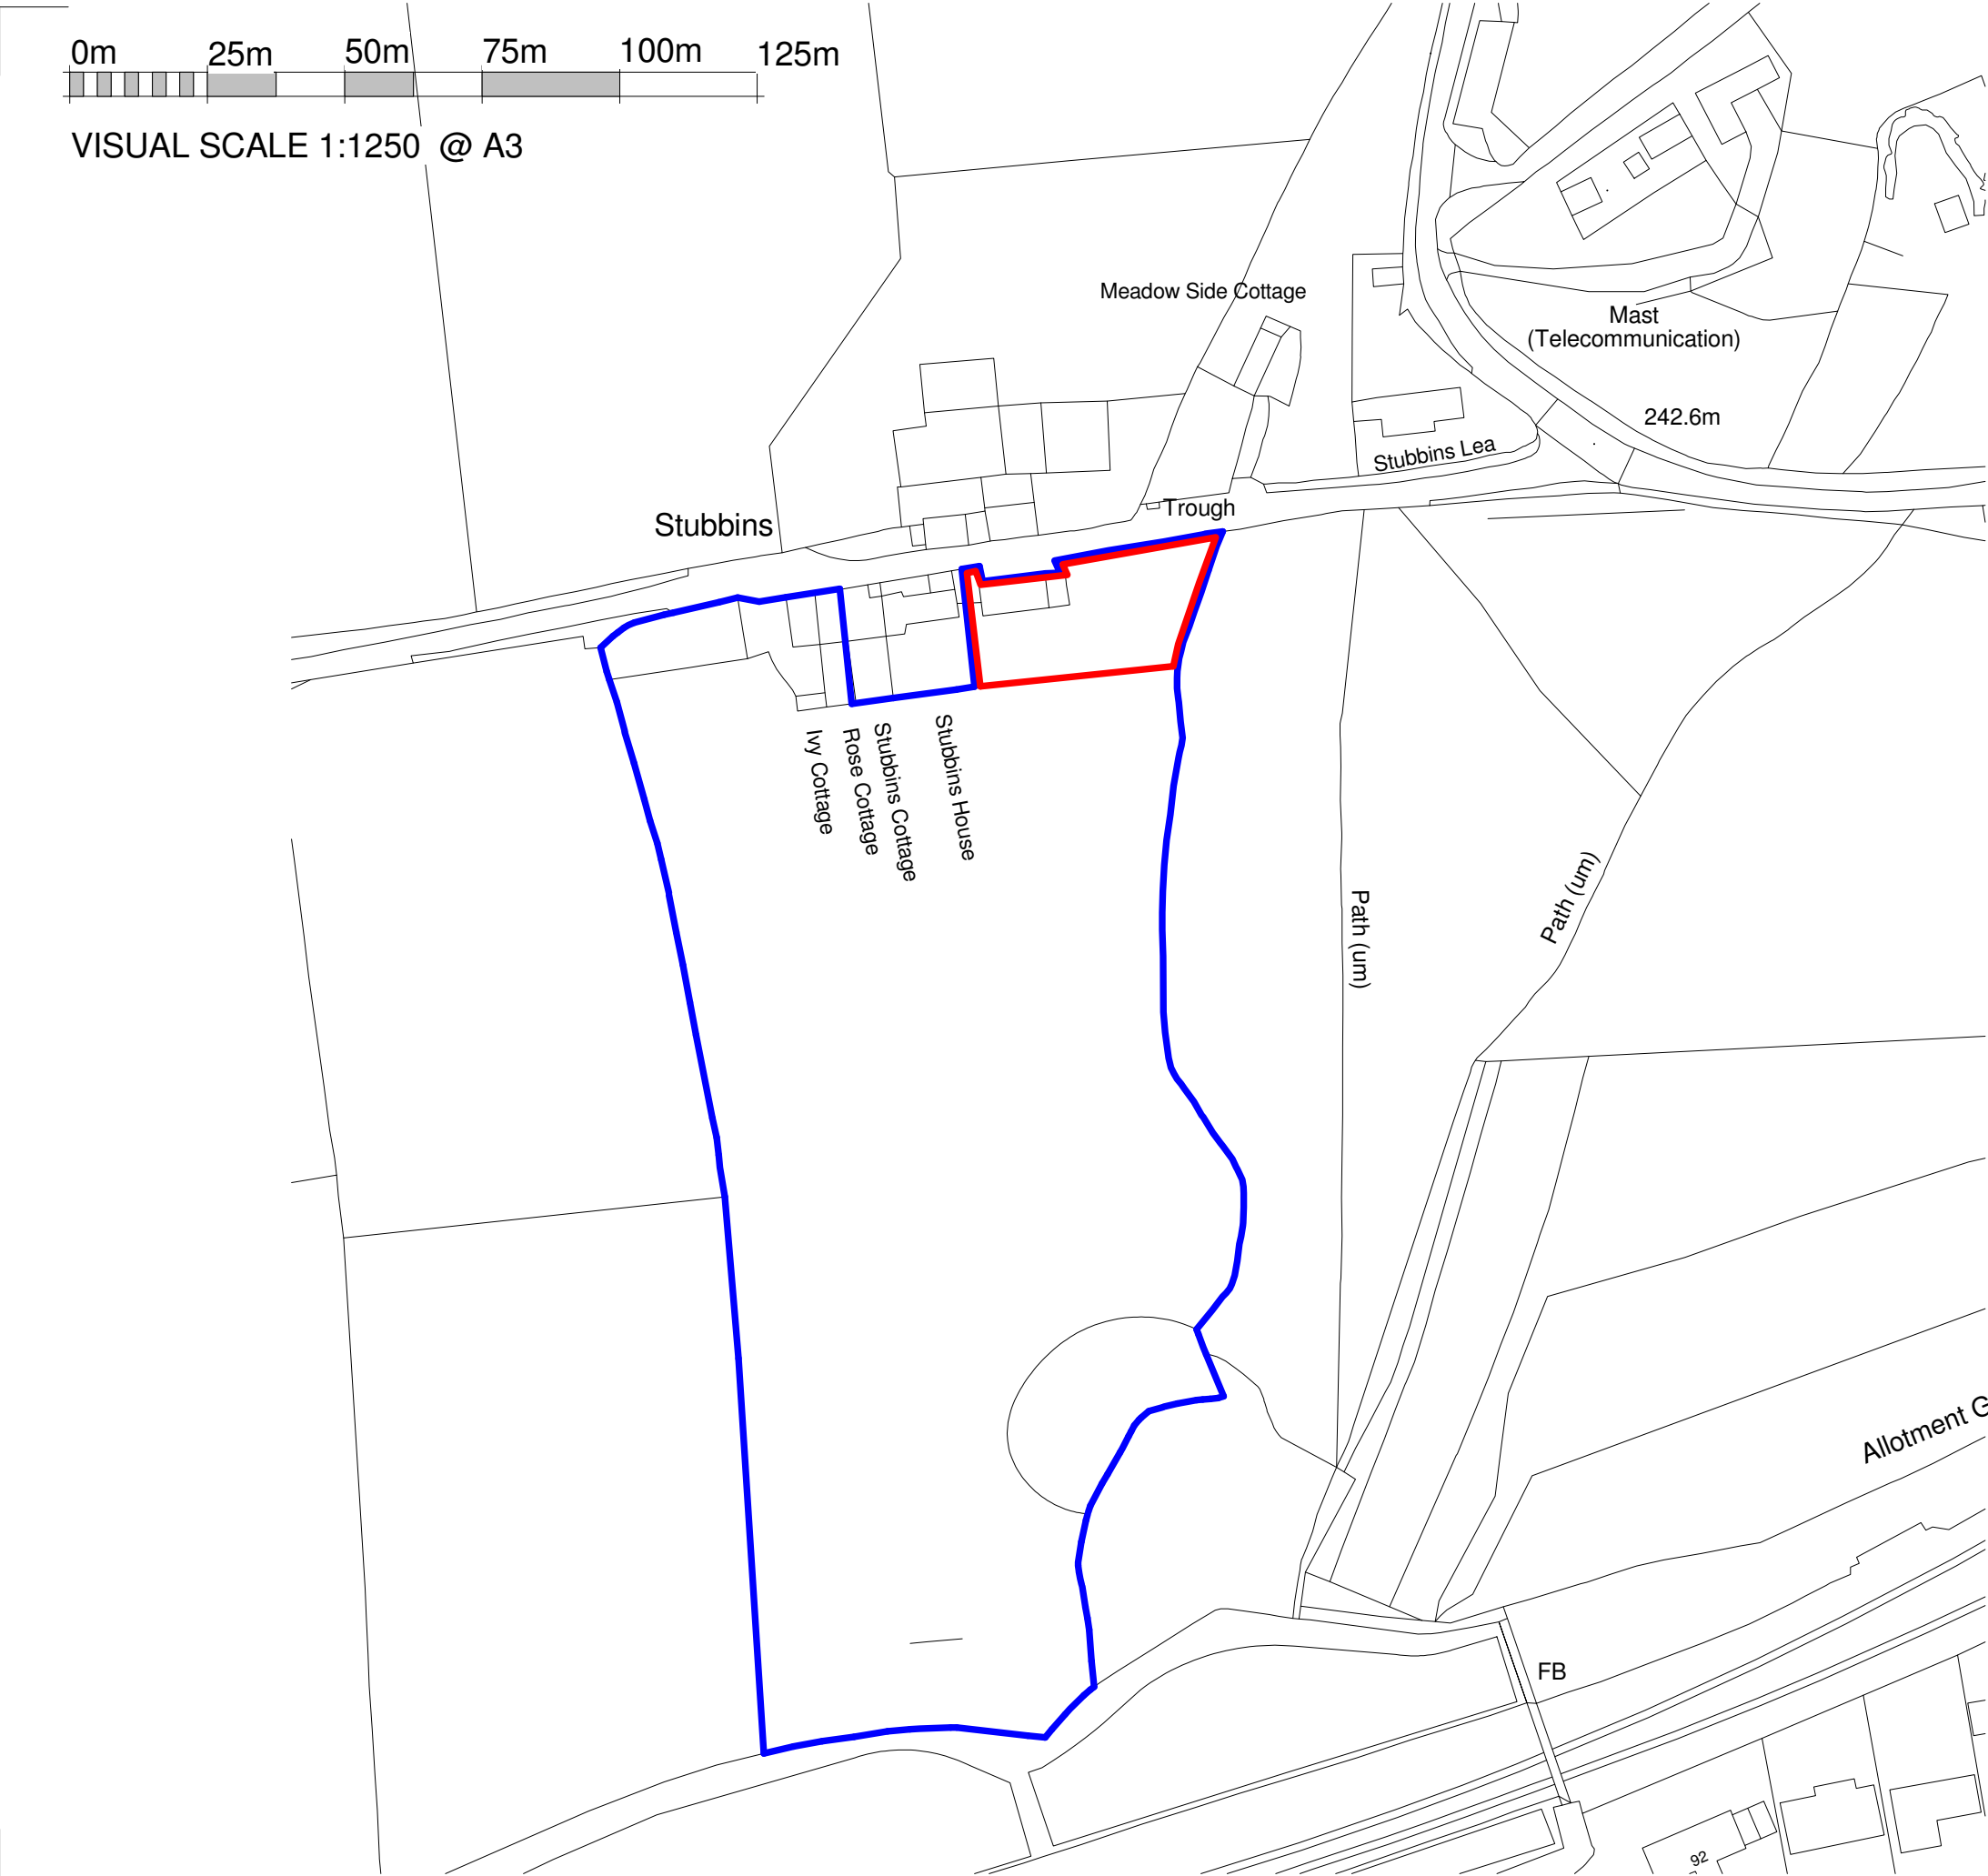 0m 25m 50m 75m 100m 125m
VISUAL SCALE 1:1250 @ A3
Meadow Side Cottage
Mast
(Telecommunication)
242.6m
Stubbins Lea
Trough
Stubbins
Ivy Cottage
Rose Cottage
Stubbins Cottage
Stubbins House
Path (um)
Path (um)
Allotment G
FB
92